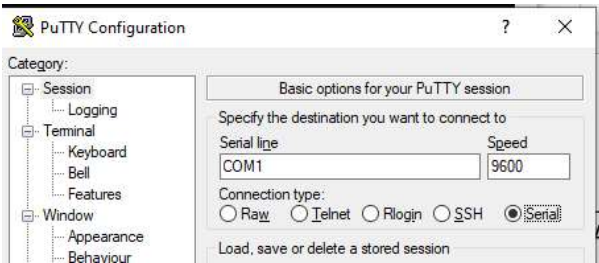 PuTTY Configuration ? ×
Category:
Session
Logging
Terminal
Keyboard
Bell
Features
Window
Appearance
Behaviour
Basic options for your PuTTY session
Specify the destination you want to connect to
Serial line Speed
COM1 9600
Connection type:
Raw Telnet Rlogin SSH Serial
Load, save or delete a stored session